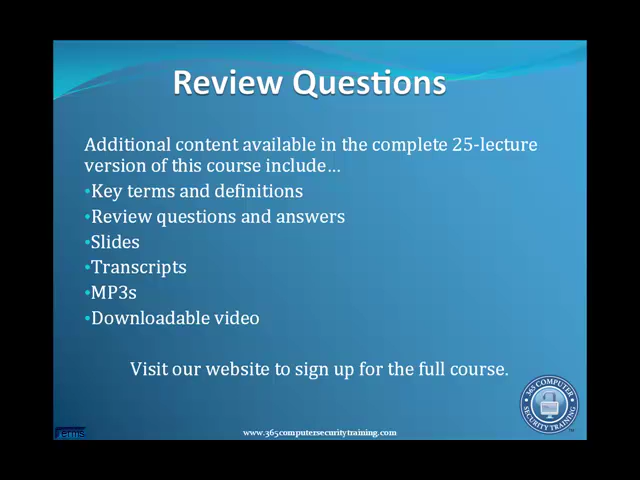 Review Questions
Additional content available in the complete 25-lecture
version of this course include…
•Key terms and definitions
•Review questions and answers
•Slides
•Transcripts
•MP3s
•Downloadable video
Visit our website to sign up for the full course.
365 COMPUTER
SECURITY TRAINING
Terms
www.365computersecuritytraining.com